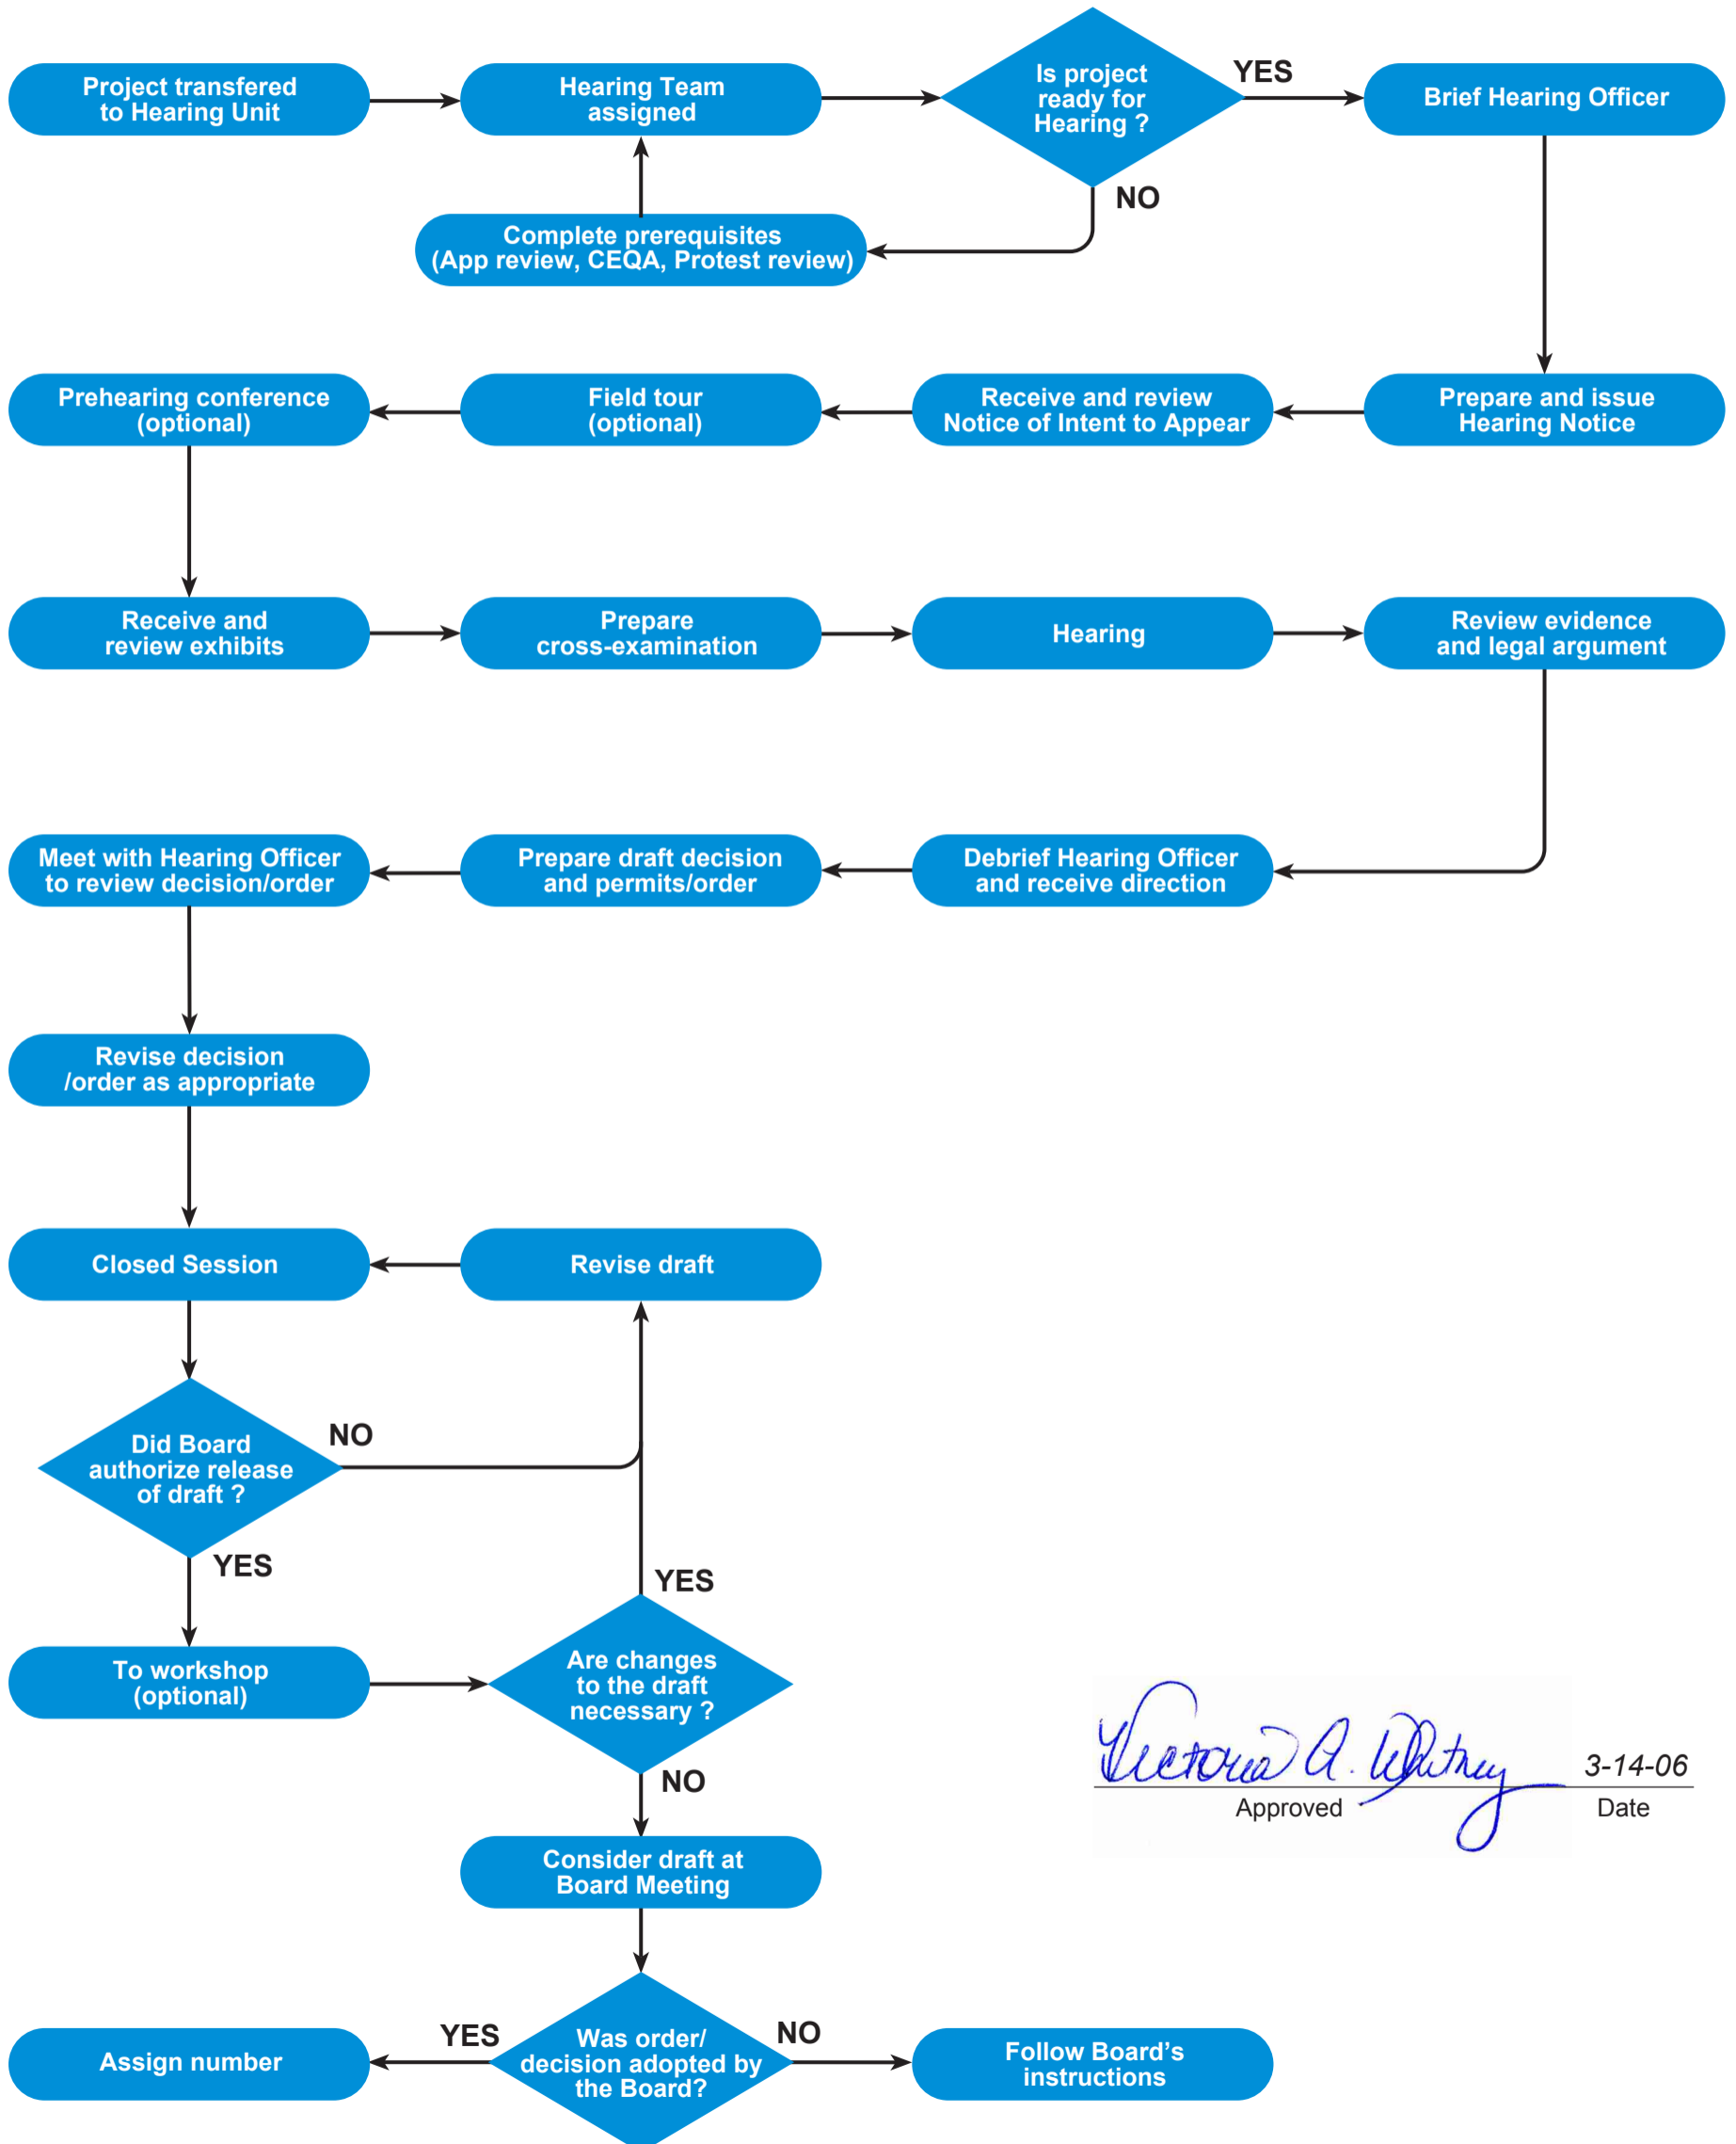 Project transfered
to Hearing Unit
Hearing Team
assigned
Is project
ready for
Hearing ?
YES
Brief Hearing Officer
NO
Complete prerequisites
(App review, CEQA, Protest review)
Prehearing conference
(optional)
Field tour
(optional)
Receive and review
Notice of Intent to Appear
Prepare and issue
Hearing Notice
Receive and
review exhibits
Prepare
cross-examination
Hearing
Review evidence
and legal argument
Meet with Hearing Officer
to review decision/order
Prepare draft decision
and permits/order
Debrief Hearing Officer
and receive direction
Revise decision
/order as appropriate
Closed Session
Revise draft
Did Board
authorize release
of draft ?
NO
YES
To workshop
(optional)
YES
Are changes
to the draft
necessary ?
NO
Victoria A. Whitney
3-14-06
Approved
Date
Consider draft at
Board Meeting
Assign number
YES
Was order/
decision adopted by
the Board?
NO
Follow Board's
instructions